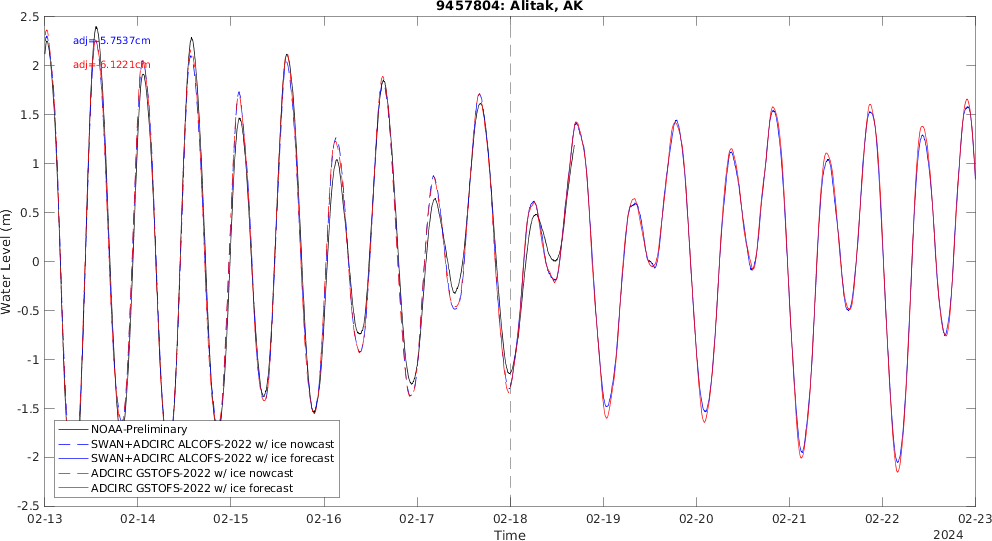 9457804: Alitak, AK
adj=-5.7537cm
adj=-6.1221cm
2.5
2
1.5
1
0.5
0
-0.5
-1
-1.5
-2
-2.5
Water Level (m)
NOAA-Preliminary
SWAN+ADCIRC ALCOFS-2022 w/ ice nowcast
SWAN+ADCIRC ALCOFS-2022 w/ ice forecast
ADCIRC GSTOFS-2022 w/ ice nowcast
ADCIRC GSTOFS-2022 w/ ice forecast
02-13 02-14 02-15 02-16 02-17 02-18 02-19 02-20 02-21 02-22 02-23
Time
2024